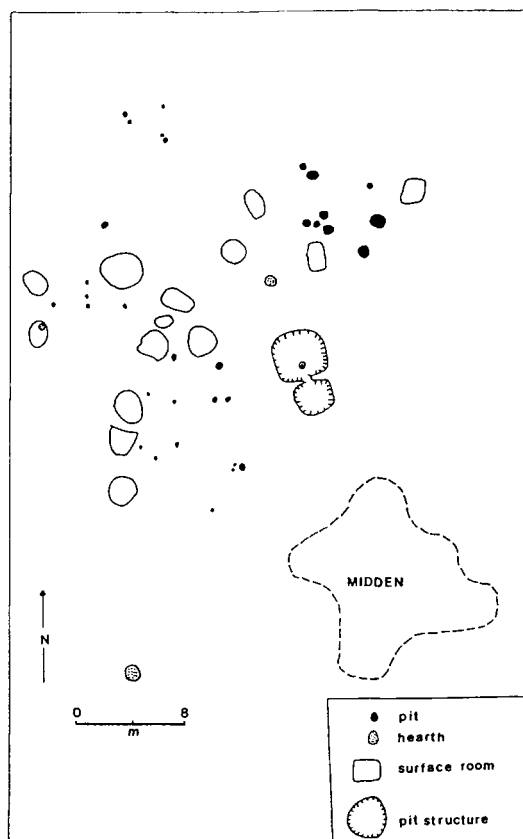 MIDDEN
N
0 8
m
pit
hearth
surface room
pit structure